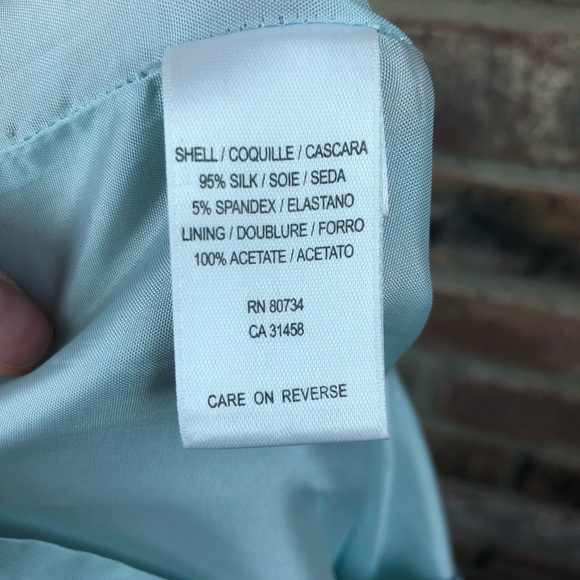 SHELL / COQUILLE / CASCARA
95% SILK / SOIE / SEDA
5% SPANDEX / ELASTANO
LINING / DOUBLURE / FORRO
100% ACETATE / ACETATO
RN 80734
CA 31458
CARE ON REVERSE